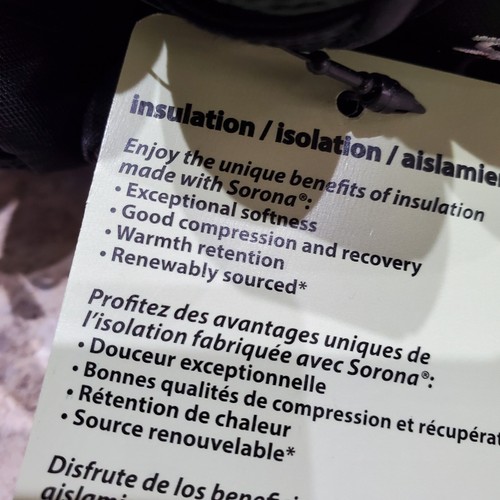 insulation / isolation / aislamie
Enjoy the unique benefits of insulation
made with Sorona®:
• Exceptional softness
• Good compression and recovery
• Warmth retention
• Renewably sourced*
Profitez des avantages uniques de
l'isolation fabriquée avec Sorona®:
• Douceur exceptionnelle
• Bonnes qualités de compression et récupérat
• Rétention de chaleur
• Source renouvelable*
Disfrute de los benefi
aislami